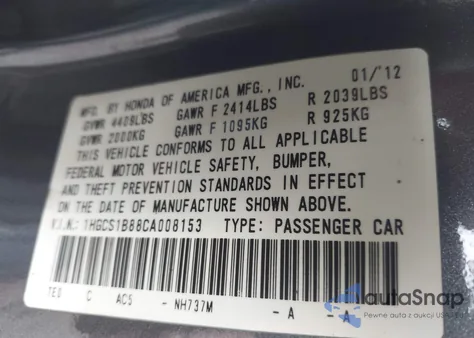 MFD. BY HONDA OF AMERICA MFG., INC. 01/'12
GVWR 4409LBS GAWR F 2414LBS R 2039LBS
GVWR 2000KG GAWR F 1095KG R 925KG
THIS VEHICLE CONFORMS TO ALL APPLICABLE
FEDERAL MOTOR VEHICLE SAFETY, BUMPER,
AND THEFT PREVENTION STANDARDS IN EFFECT
ON THE DATE OF MANUFACTURE SHOWN ABOVE.
V.I.N.: 1HGCS1B88CA008153 TYPE: PASSENGER CAR
TED C AC5 - NH737M -A -A
autaSnap
Pewne auta z aukcji USA